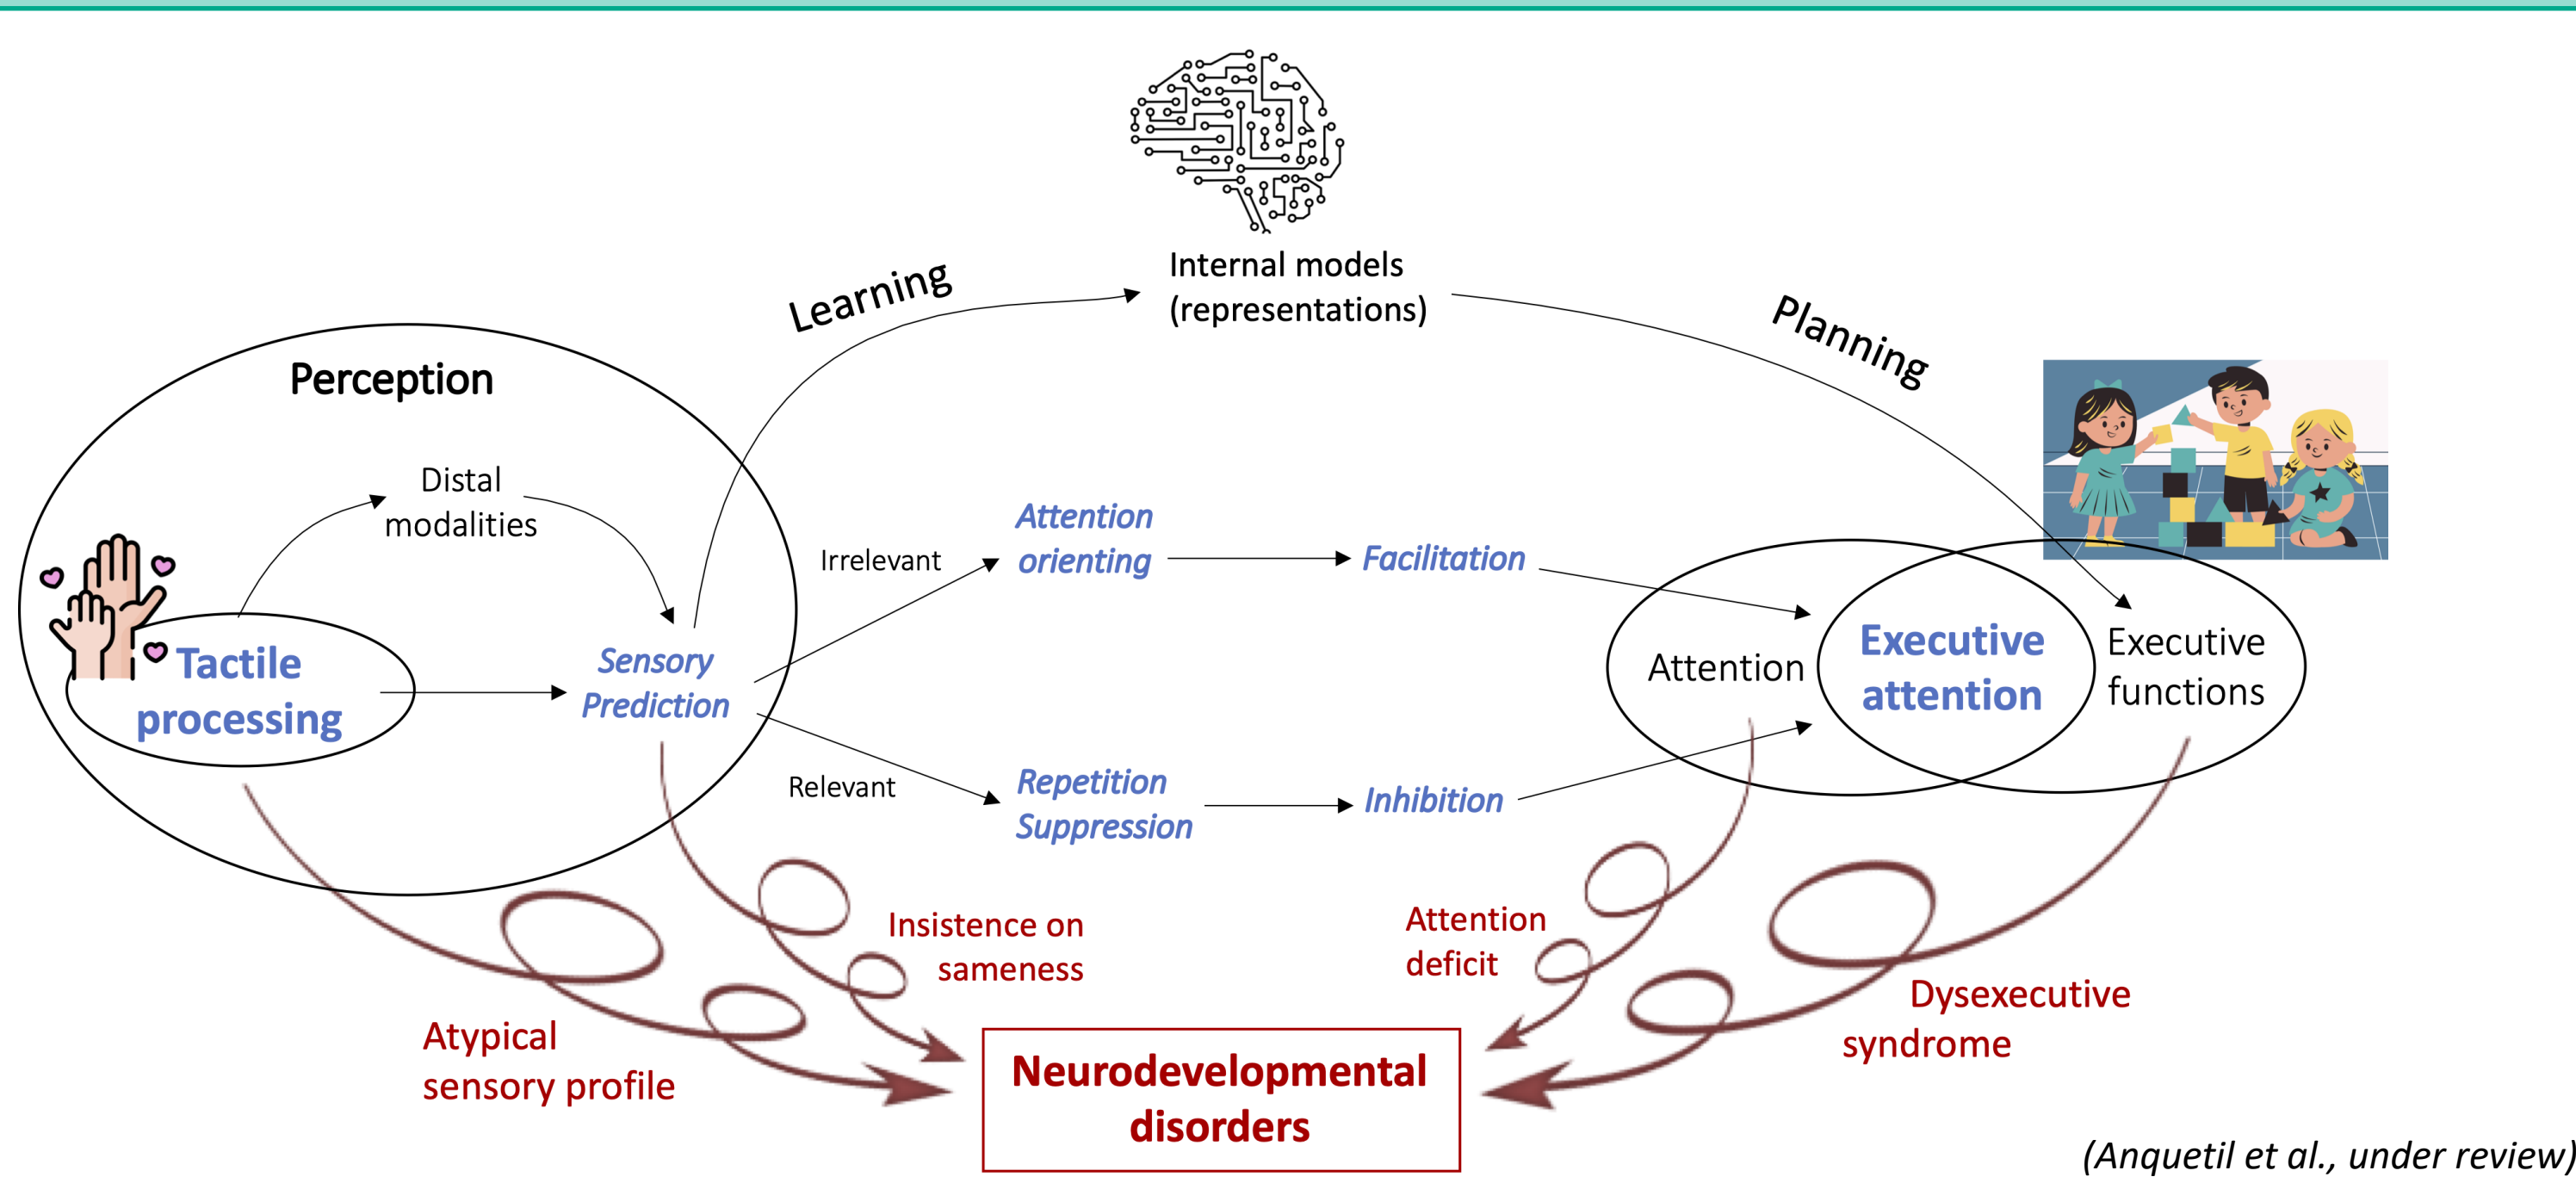 Internal models
(representations)
Learning
Planning
Perception
Distal
modalities
Tactile
processing
Sensory
Prediction
Irrelevant
Attention
orienting
Facilitation
Relevant
Repetition
Suppression
Inhibition
Attention
Executive
attention
Executive
functions
Insistence on
sameness
Atypical
sensory profile
Attention
deficit
Dysexecutive
syndrome
Neurodevelopmental
disorders
(Anquetil et al., under review)